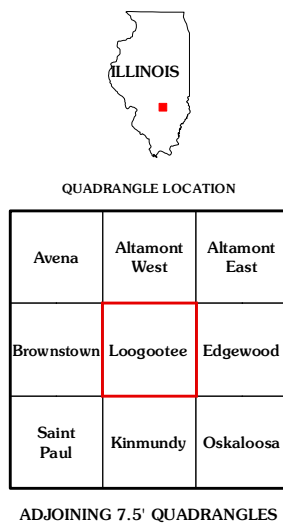 ILLINOIS
QUADRANGLE LOCATION
Avena
Altamont
West
Altamont
East
Brownstown
Loogootee
Edgewood
Saint
Paul
Kinmundy
Oskaloosa
ADJOINING 7.5' QUADRANGLES